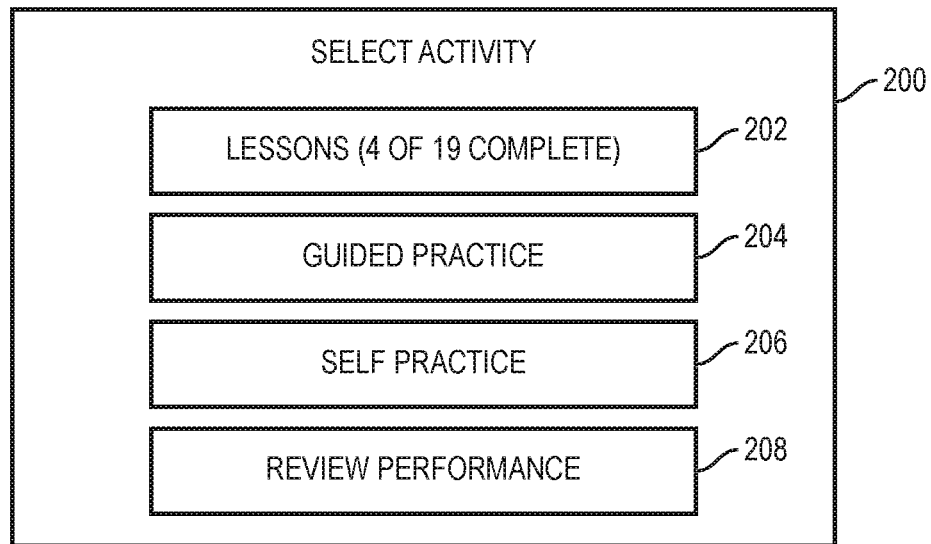 SELECT ACTIVITY
200
LESSONS (4 OF 19 COMPLETE)
202
GUIDED PRACTICE
204
SELF PRACTICE
206
REVIEW PERFORMANCE
208